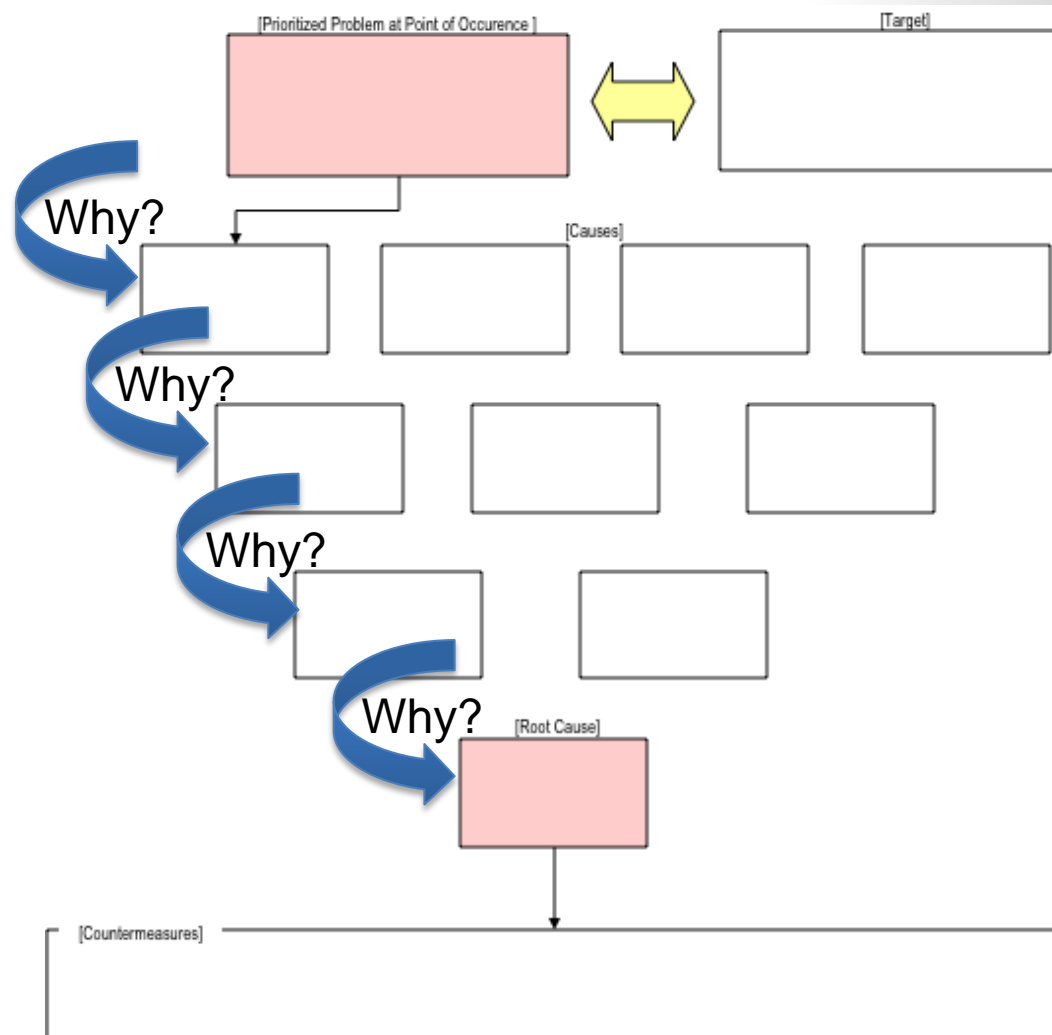 [Prioritized Problem at Point of Occurence ]
[Target]
Why?
[Causes]
Why?
Why?
Why?
[Root Cause]
[Countermeasures]